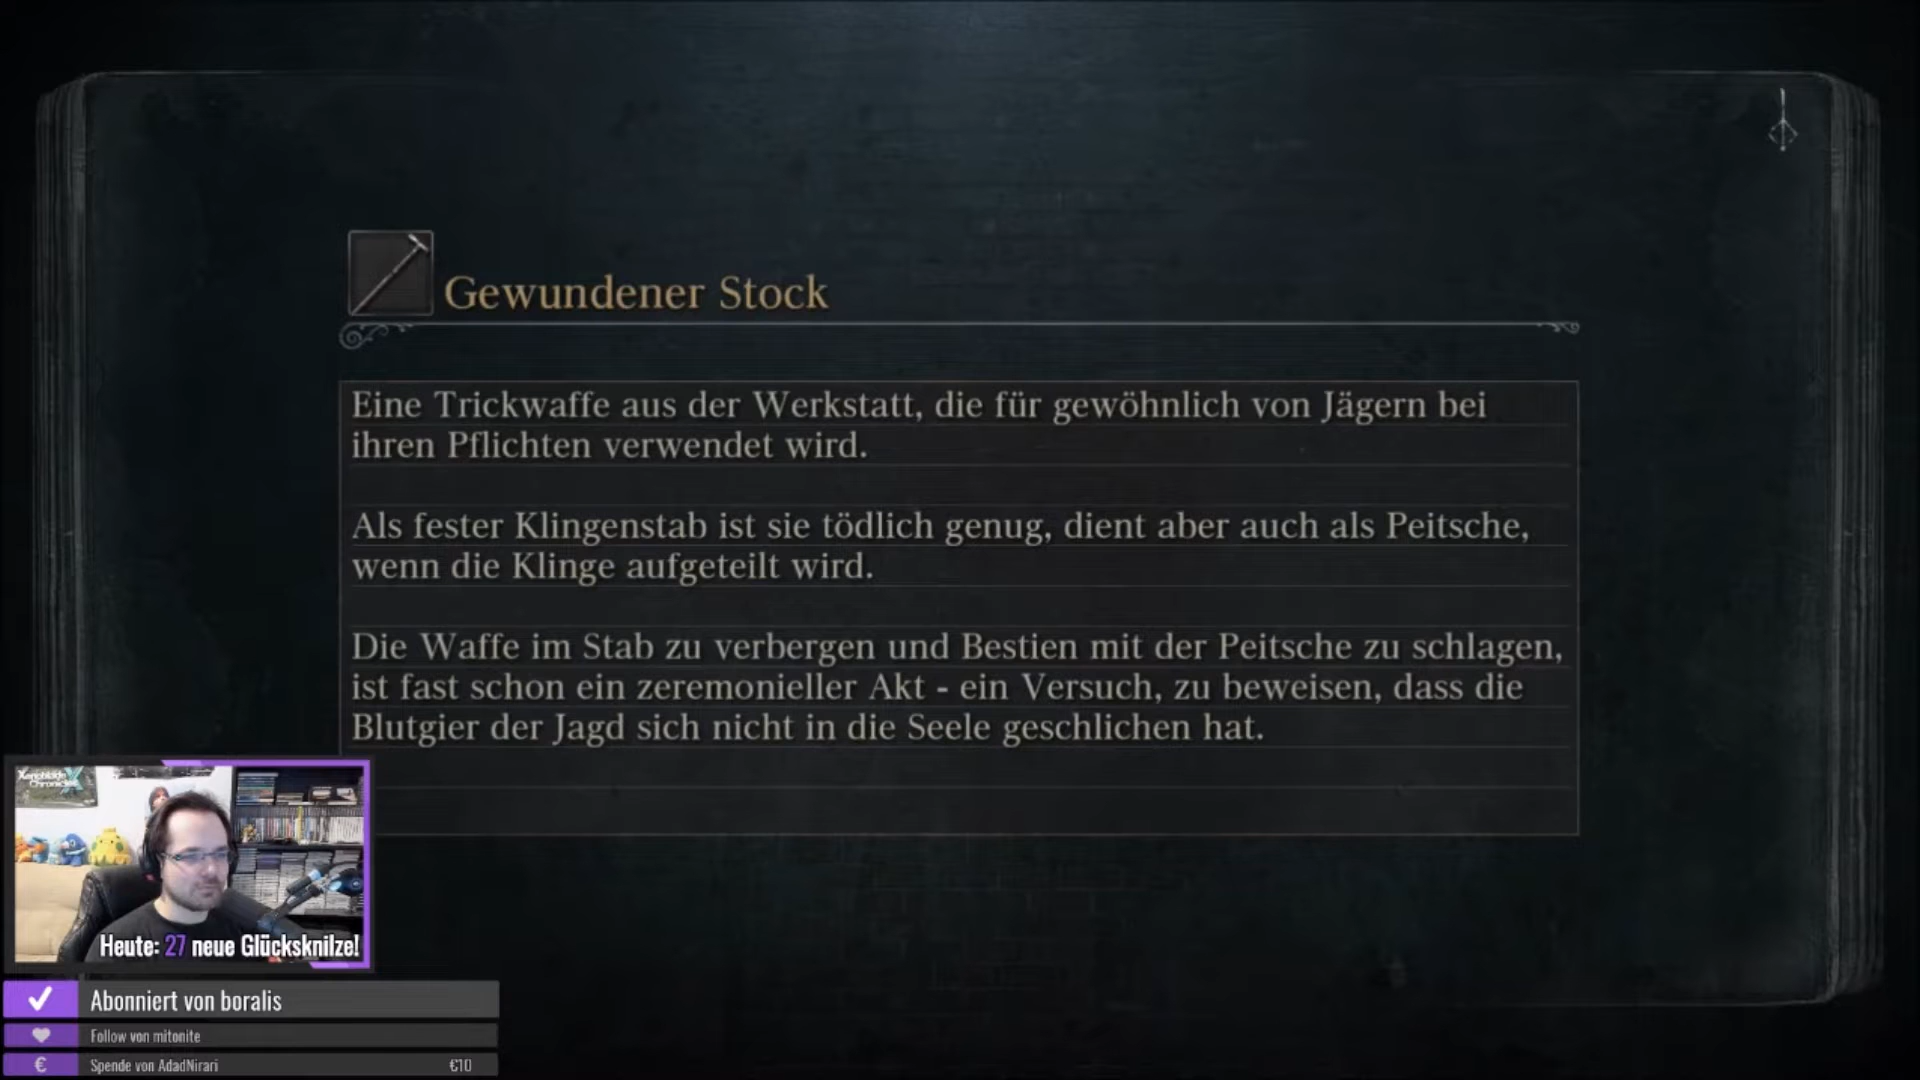 Gewundener Stock
Eine Trickwaffe aus der Werkstatt, die für gewöhnlich von Jägern bei
ihren Pflichten verwendet wird.
Als fester Klingenstab ist sie tödlich genug, dient aber auch als Peitsche,
wenn die Klinge aufgeteilt wird.
Die Waffe im Stab zu verbergen und Bestien mit der Peitsche zu schlagen,
ist fast schon ein zeremonieller Akt - ein Versuch, zu beweisen, dass die
Blutgier der Jagd sich nicht in die Seele geschlichen hat.
Xenoblade
Chronicles X
Heute: 27 neue Glücksknilze!
Abonniert von boralis
Follow von mitonite
€ Spende von AdadNirari €10